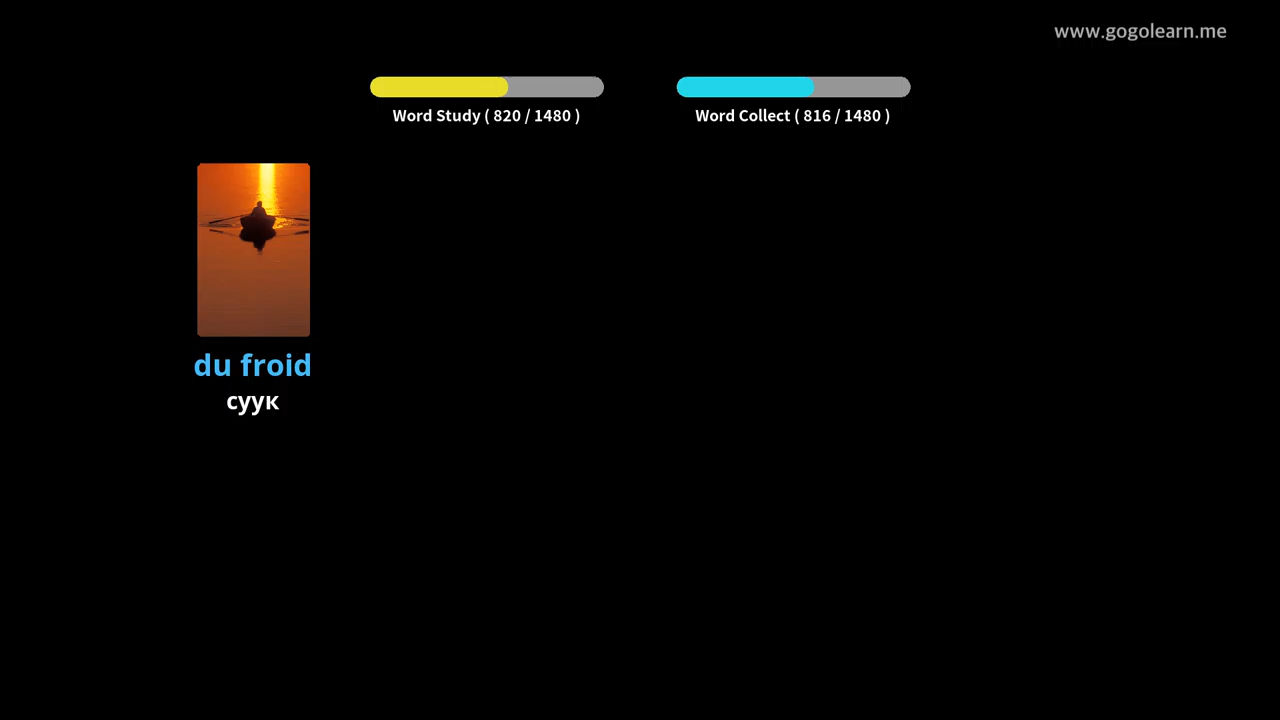 www.gogolearn.me
Word Study ( 820 / 1480 )
Word Collect ( 816 / 1480 )
du froid
суук